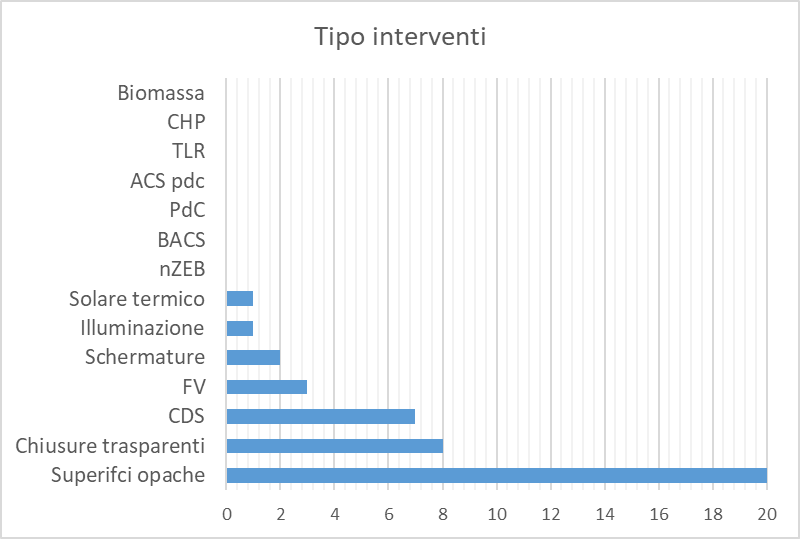 Tipo interventi
Biomassa
CHP
TLR
ACS pdc
PdC
BACS
nZEB
Solare termico
Illuminazione
Schermature
FV
CDS
Chiusure trasparenti
Superifci opache
0 2 4 6 8 10 12 14 16 18 20